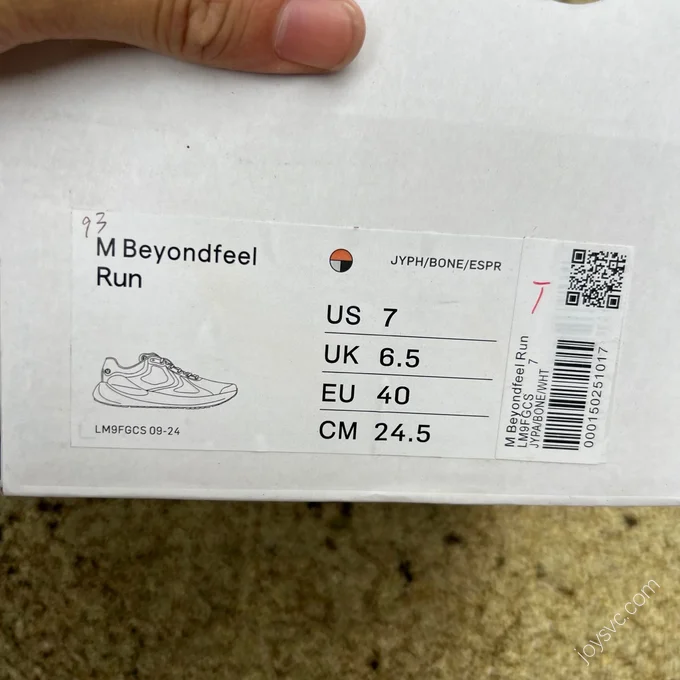 93
M Beyondfeel
Run
JYPH/BONE/ESPR
US 7
UK 6.5
EU 40
CM 24.5
LM9FGCS 09-24
T
M Beyondfeel Run
LM9FGCS 7
JYPA/BONE/WHT
000150251017
joysvc.com